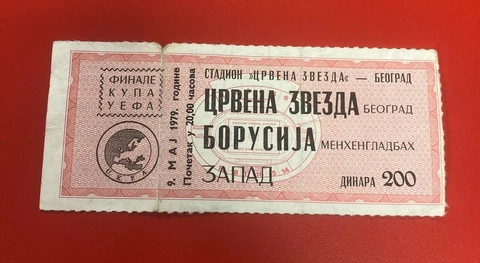 ФИНАЛЕ
КУПА
УЕФА
УЕФА
9. МАЈ 1979. године
Почетак у 20,00 часова
СТАДИОН „ЦРВЕНА ЗВЕЗДА“ — БЕОГРАД
ЦРВЕНА ЗВЕЗДА БЕОГРАД
БОРУСИЈА МЕНХЕНГЛАДБАХ
ЗАПАД ДИНАРА 200